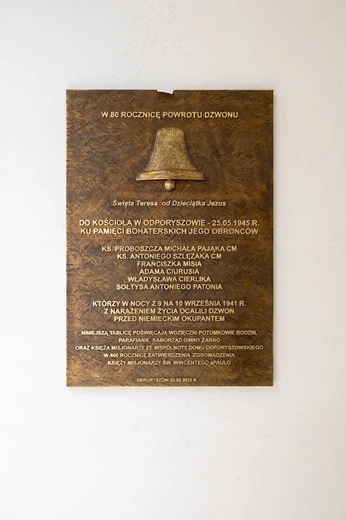 W 80 ROCZNICĘ POWROTU DZWONU
Święta Teresa od Dzieciątka Jezus
DO KOŚCIOŁA W ODPORYSZOWIE - 25.05.1945 R.
KU PAMIĘCI BOHATERSKICH JEGO OBROŃCÓW
KS. PROBOSZCZA MICHAŁA PAJĄKA CM
KS. ANTONIEGO SZLĘZAKA CM
FRANCISZKA MISIA
ADAMA CIURUSIA
WŁADYSŁAWA CIERLIKA
SOŁTYSA ANTONIEGO PATONIA
KTÓRZY W NOCY Z 9 NA 10 WRZEŚNIA 1941 R.
Z NARAŻENIEM ŻYCIA OCALILI DZWON
PRZED NIEMIECKIM OKUPANTEM
NINIEJSZĄ TABLICĘ POŚWIĘCAJĄ WDZIĘCZNI POTOMKOWIE RODZIN,
PARAFIANIE, SAMORZĄD GMINY ŻABNO
ORAZ KSIĘŻA MISJONARZE ZE WSPÓLNOTY DOMU ODPORYSZOWSKIEGO
W 400 ROCZNICĘ ZATWIERDZENIA ZGROMADZENIA
KSIĘŻY MISJONARZY ŚW. WINCENTEGO aPAULO
ODPORYSZÓW 25.05.2025 R.